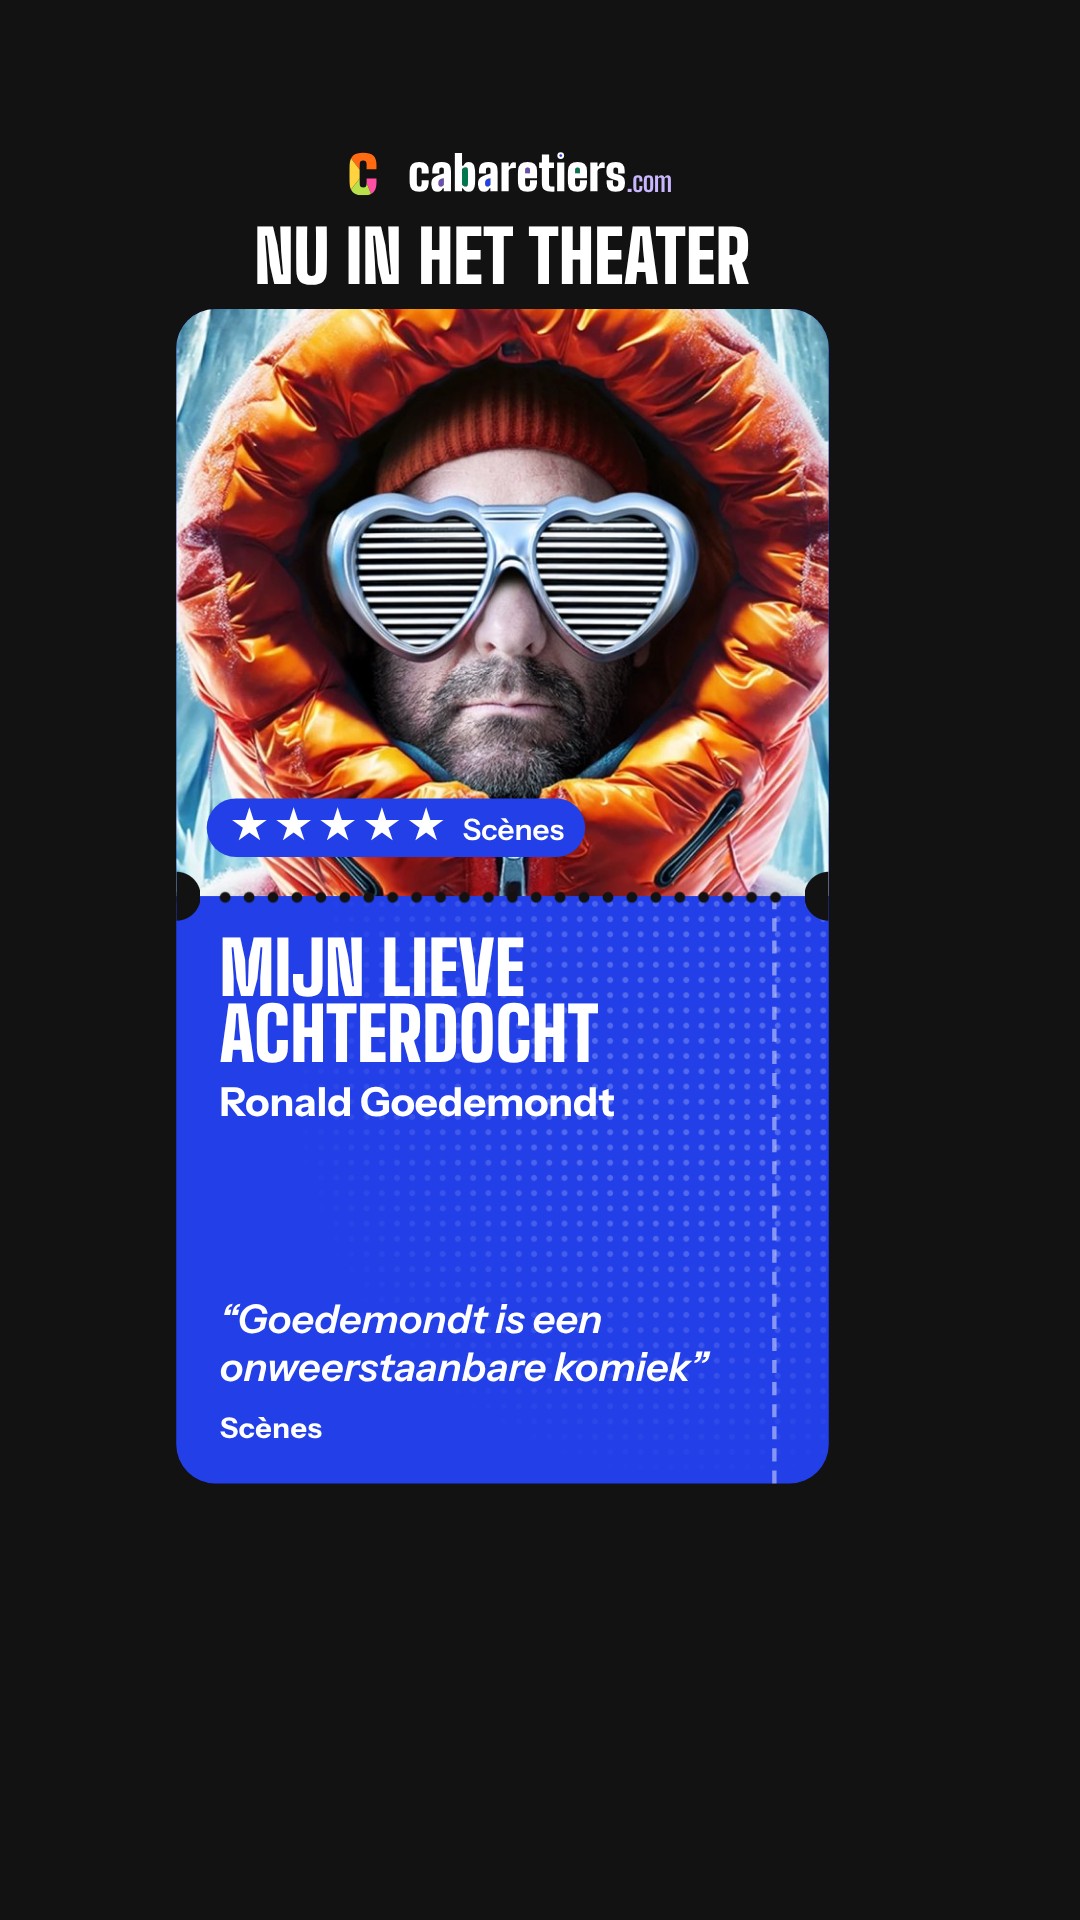 C cabaretiers.com
NU IN HET THEATER
★★★★★ Scènes
MIJN LIEVE
ACHTERDOCHT
Ronald Goedemondt
“Goedemondt is een
onweerstaanbare komiek”
Scènes